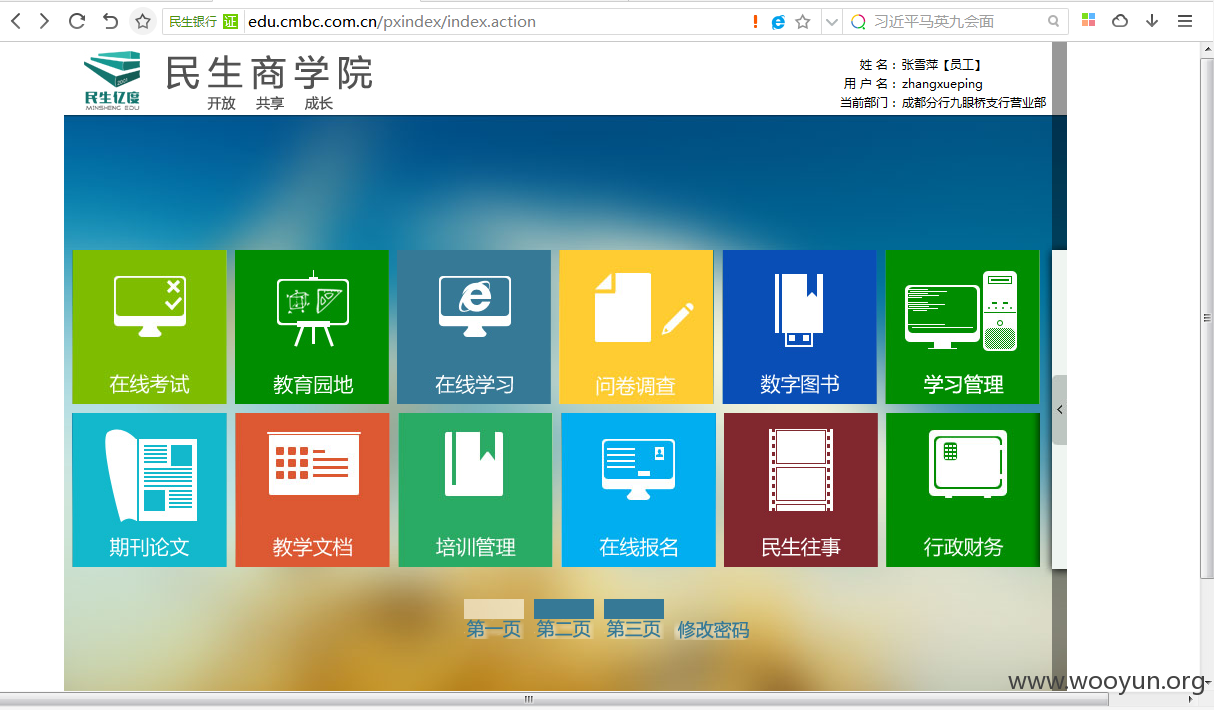 民生银行 证 edu.cmbc.com.cn/pxindex/index.action 习近平马英九会面
民生亿度
MINSHENG EDU
民生商学院
开放 共享 成长
姓 名：张雪萍【员工】
用 户 名：zhangxueping
当前部门：成都分行九眼桥支行营业部
在线考试 教育园地 在线学习 问卷调查 数字图书 学习管理
期刊论文 教学文档 培训管理 在线报名 民生往事 行政财务
第一页 第二页 第三页 修改密码
www.wooyun.org